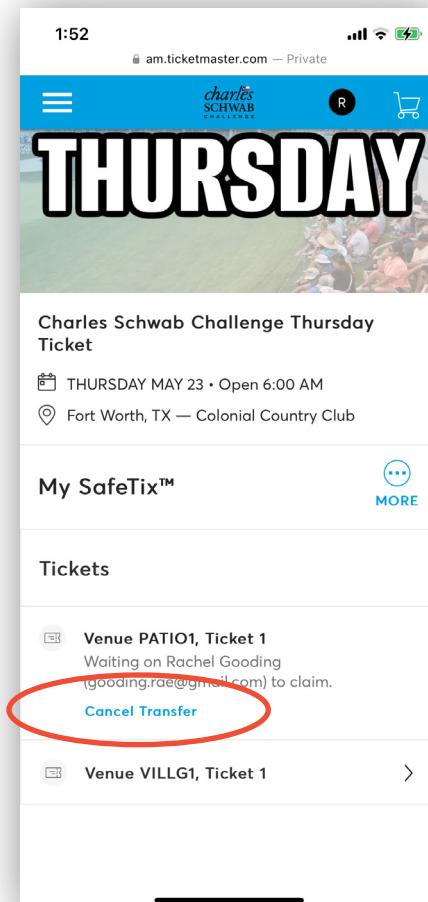 1:52
am.ticketmaster.com — Private
charles
SCHWAB
CHALLENGE
R
THURSDAY
Charles Schwab Challenge Thursday
Ticket
THURSDAY MAY 23 • Open 6:00 AM
Fort Worth, TX — Colonial Country Club
My SafeTix™
MORE
Tickets
Venue PATIO1, Ticket 1
Waiting on Rachel Gooding
(gooding.rae@gmail.com) to claim.
Cancel Transfer
Venue VILLG1, Ticket 1